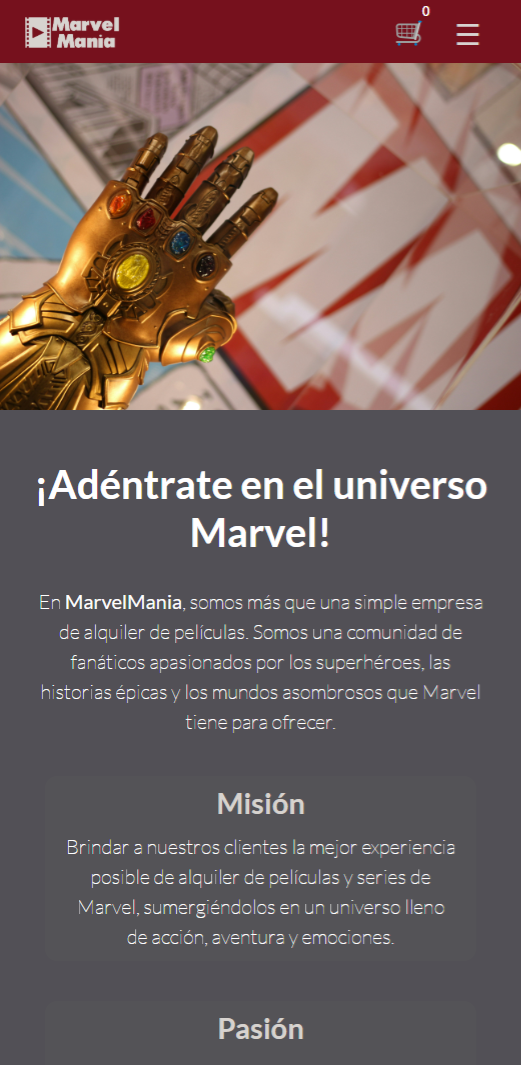 Marvel
Mania
0
¡Adéntrate en el universo
Marvel!
En MarvelMania, somos más que una simple empresa
de alquiler de películas. Somos una comunidad de
fanáticos apasionados por los superhéroes, las
historias épicas y los mundos asombrosos que Marvel
tiene para ofrecer.
Misión
Brindar a nuestros clientes la mejor experiencia
posible de alquiler de películas y series de
Marvel, sumergiéndolos en un universo lleno
de acción, aventura y emociones.
Pasión